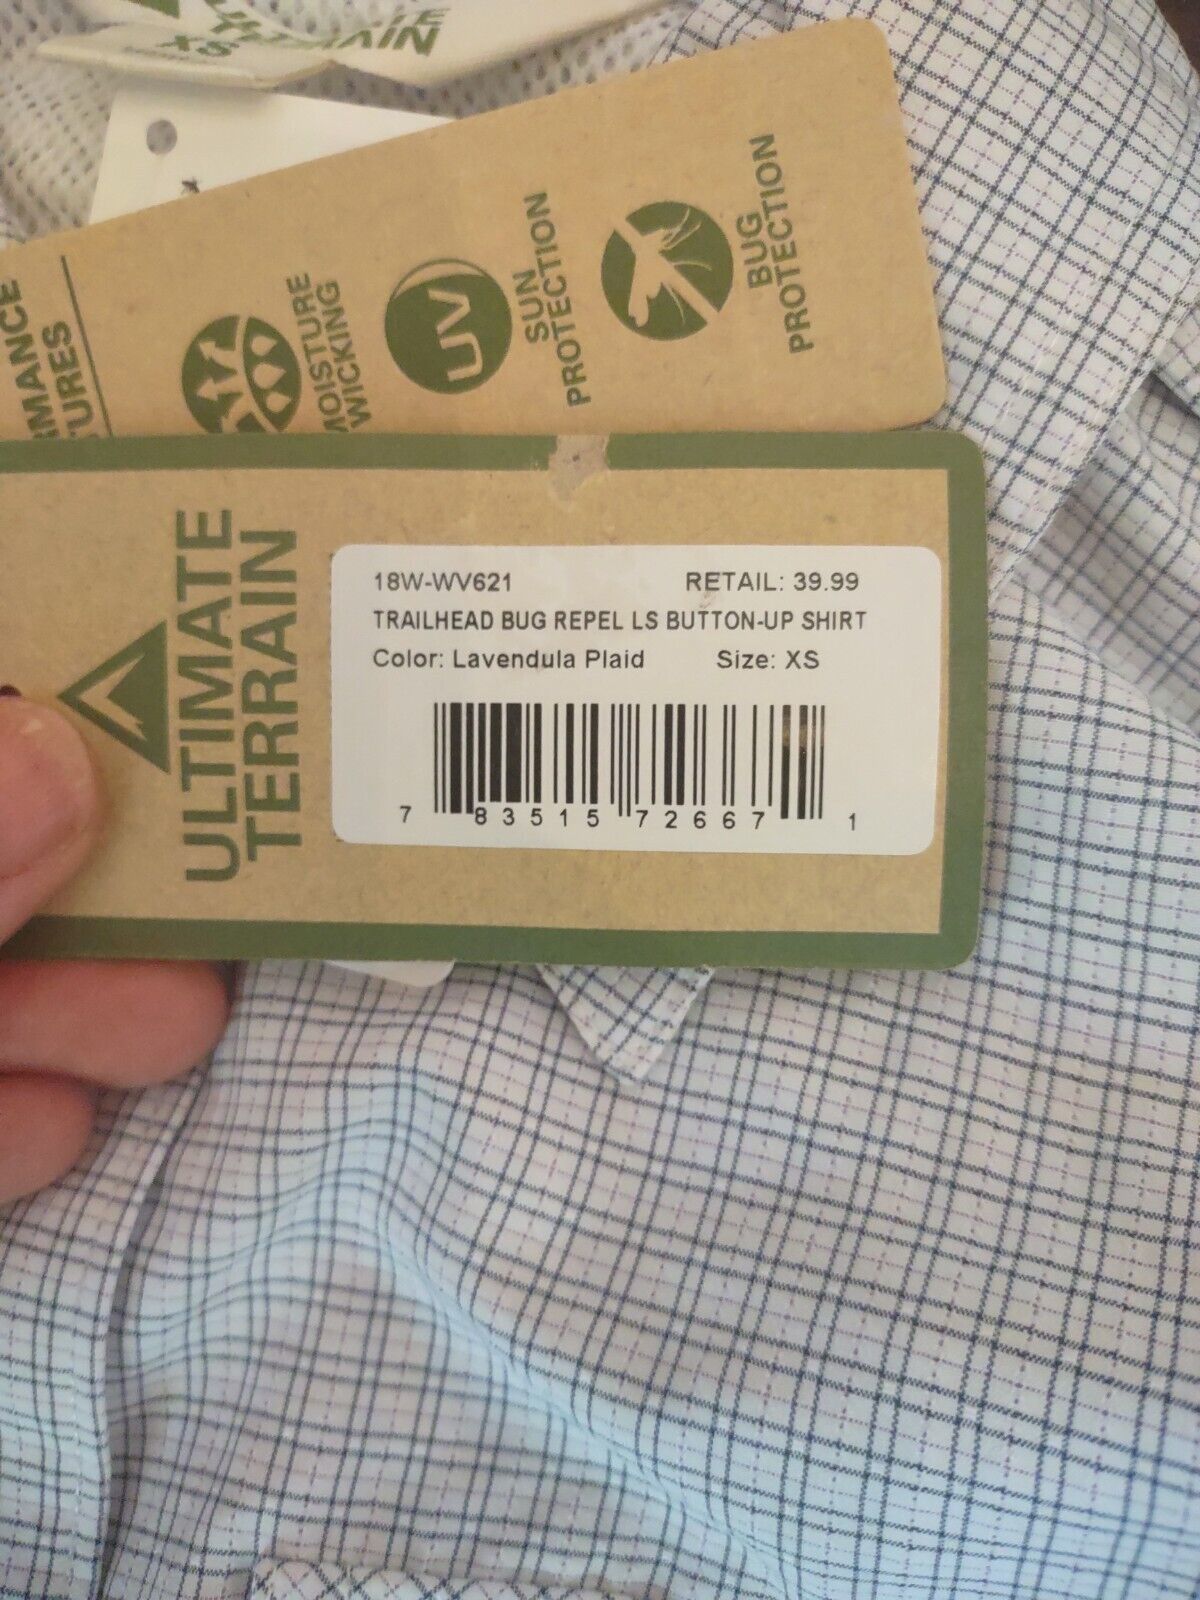 XS
MOISTURE
WICKING
UV
SUN
PROTECTION
BUG
PROTECTION
ULTIMATE
TERRAIN
18W-WV621 RETAIL: 39.99
TRAILHEAD BUG REPEL LS BUTTON-UP SHIRT
Color: Lavendula Plaid Size: XS
7 83515 72667 1